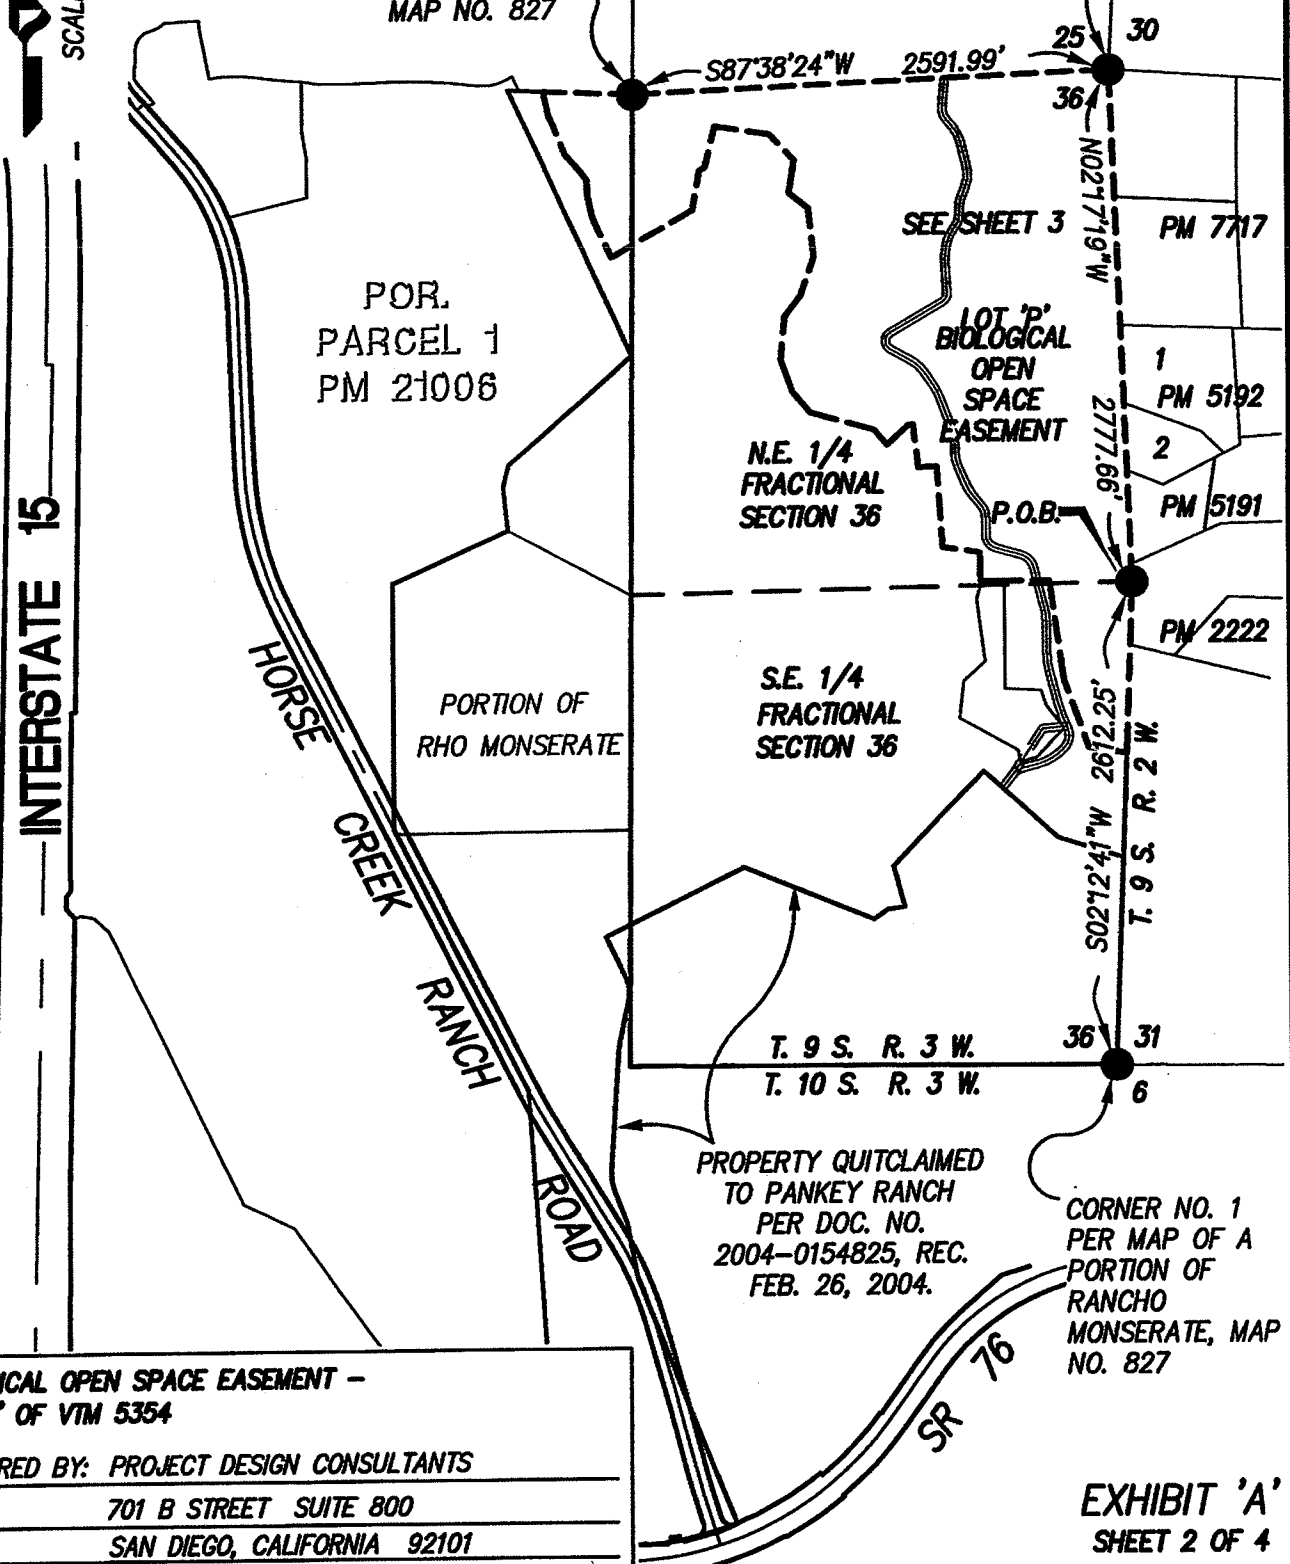 MAP NO. 827
SCAL
S87°38'24"W 2591.99'
25
30
36
N02°17'19"W
2777.66'
SEE SHEET 3
PM 7717
POR.
PARCEL 1
PM 21006
LOT 'P'
BIOLOGICAL
OPEN
SPACE
EASEMENT
1
PM 5192
2
PM 5191
N.E. 1/4
FRACTIONAL
SECTION 36
P.O.B.
INTERSTATE 15
PM 2222
HORSE CREEK RANCH ROAD
PORTION OF
RHO MONSERATE
S.E. 1/4
FRACTIONAL
SECTION 36
S02°12'41"W 2612.25'
T. 9 S. R. 2 W.
T. 9 S. R. 3 W.
T. 10 S. R. 3 W.
36
31
6
PROPERTY QUITCLAIMED
TO PANKEY RANCH
PER DOC. NO.
2004-0154825, REC.
FEB. 26, 2004.
CORNER NO. 1
PER MAP OF A
PORTION OF
RANCHO
MONSERATE, MAP
NO. 827
SR 76
ICAL OPEN SPACE EASEMENT -
' OF VTM 5354
RED BY: PROJECT DESIGN CONSULTANTS
701 B STREET SUITE 800
SAN DIEGO, CALIFORNIA 92101
EXHIBIT 'A'
SHEET 2 OF 4